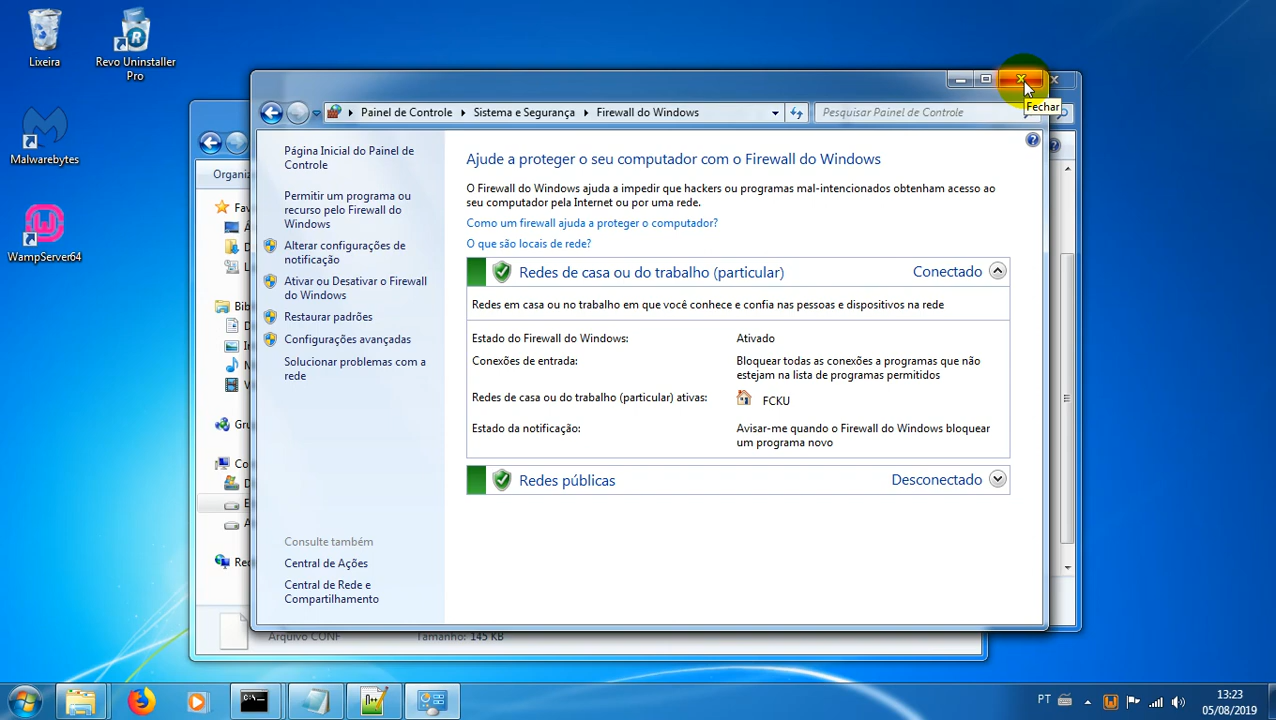 Lixeira
Revo Uninstaller
Pro
Malwarebytes
WampServer64
Fechar
Painel de Controle
Sistema e Segurança
Firewall do Windows
Pesquisar Painel de Controle
Organiz
Fav
Bib
Gru
Co
Página Inicial do Painel de
Controle
Permitir um programa ou
recurso pelo Firewall do
Windows
Alterar configurações de
notificação
Ativar ou Desativar o Firewall
do Windows
Restaurar padrões
Configurações avançadas
Solucionar problemas com a
rede
Consulte também
Central de Ações
Central de Rede e
Compartilhamento
Ajude a proteger o seu computador com o Firewall do Windows
O Firewall do Windows ajuda a impedir que hackers ou programas mal-intencionados obtenham acesso ao
seu computador pela Internet ou por uma rede.
Como um firewall ajuda a proteger o computador?
O que são locais de rede?
Redes de casa ou do trabalho (particular) Conectado
Redes em casa ou no trabalho em que você conhece e confia nas pessoas e dispositivos na rede
Estado do Firewall do Windows: Ativado
Conexões de entrada: Bloquear todas as conexões a programas que não
estejam na lista de programas permitidos
Redes de casa ou do trabalho (particular) ativas: FCKU
Estado da notificação: Avisar-me quando o Firewall do Windows bloquear
um programa novo
Redes públicas Desconectado
Arquivo CONF Tamanho: 145 KB
PT
13:23
05/08/2019